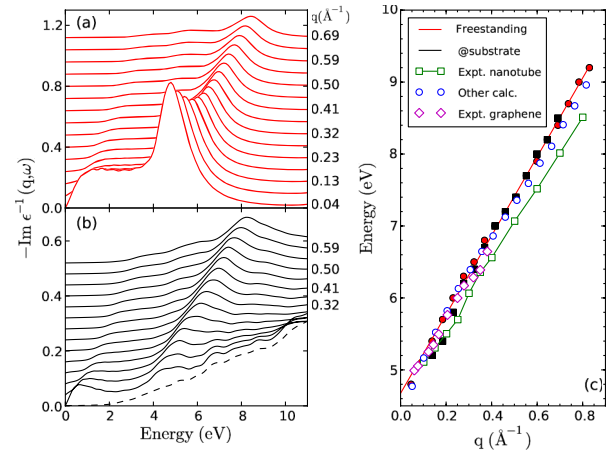 (a)
q(Å⁻¹)
1.2
0.8
0.4
0.0
0.69
0.59
0.50
0.41
0.32
0.23
0.13
0.04
−Im ϵ⁻¹(q,ω)
(b)
0.6
0.4
0.2
0.0
0.59
0.50
0.41
0.32
0 2 4 6 8 10
Energy (eV)
Freestanding
@substrate
Expt. nanotube
Other calc.
Expt. graphene
(c)
10
9
8
7
6
5
Energy (eV)
0.0 0.2 0.4 0.6 0.8
q (Å⁻¹)